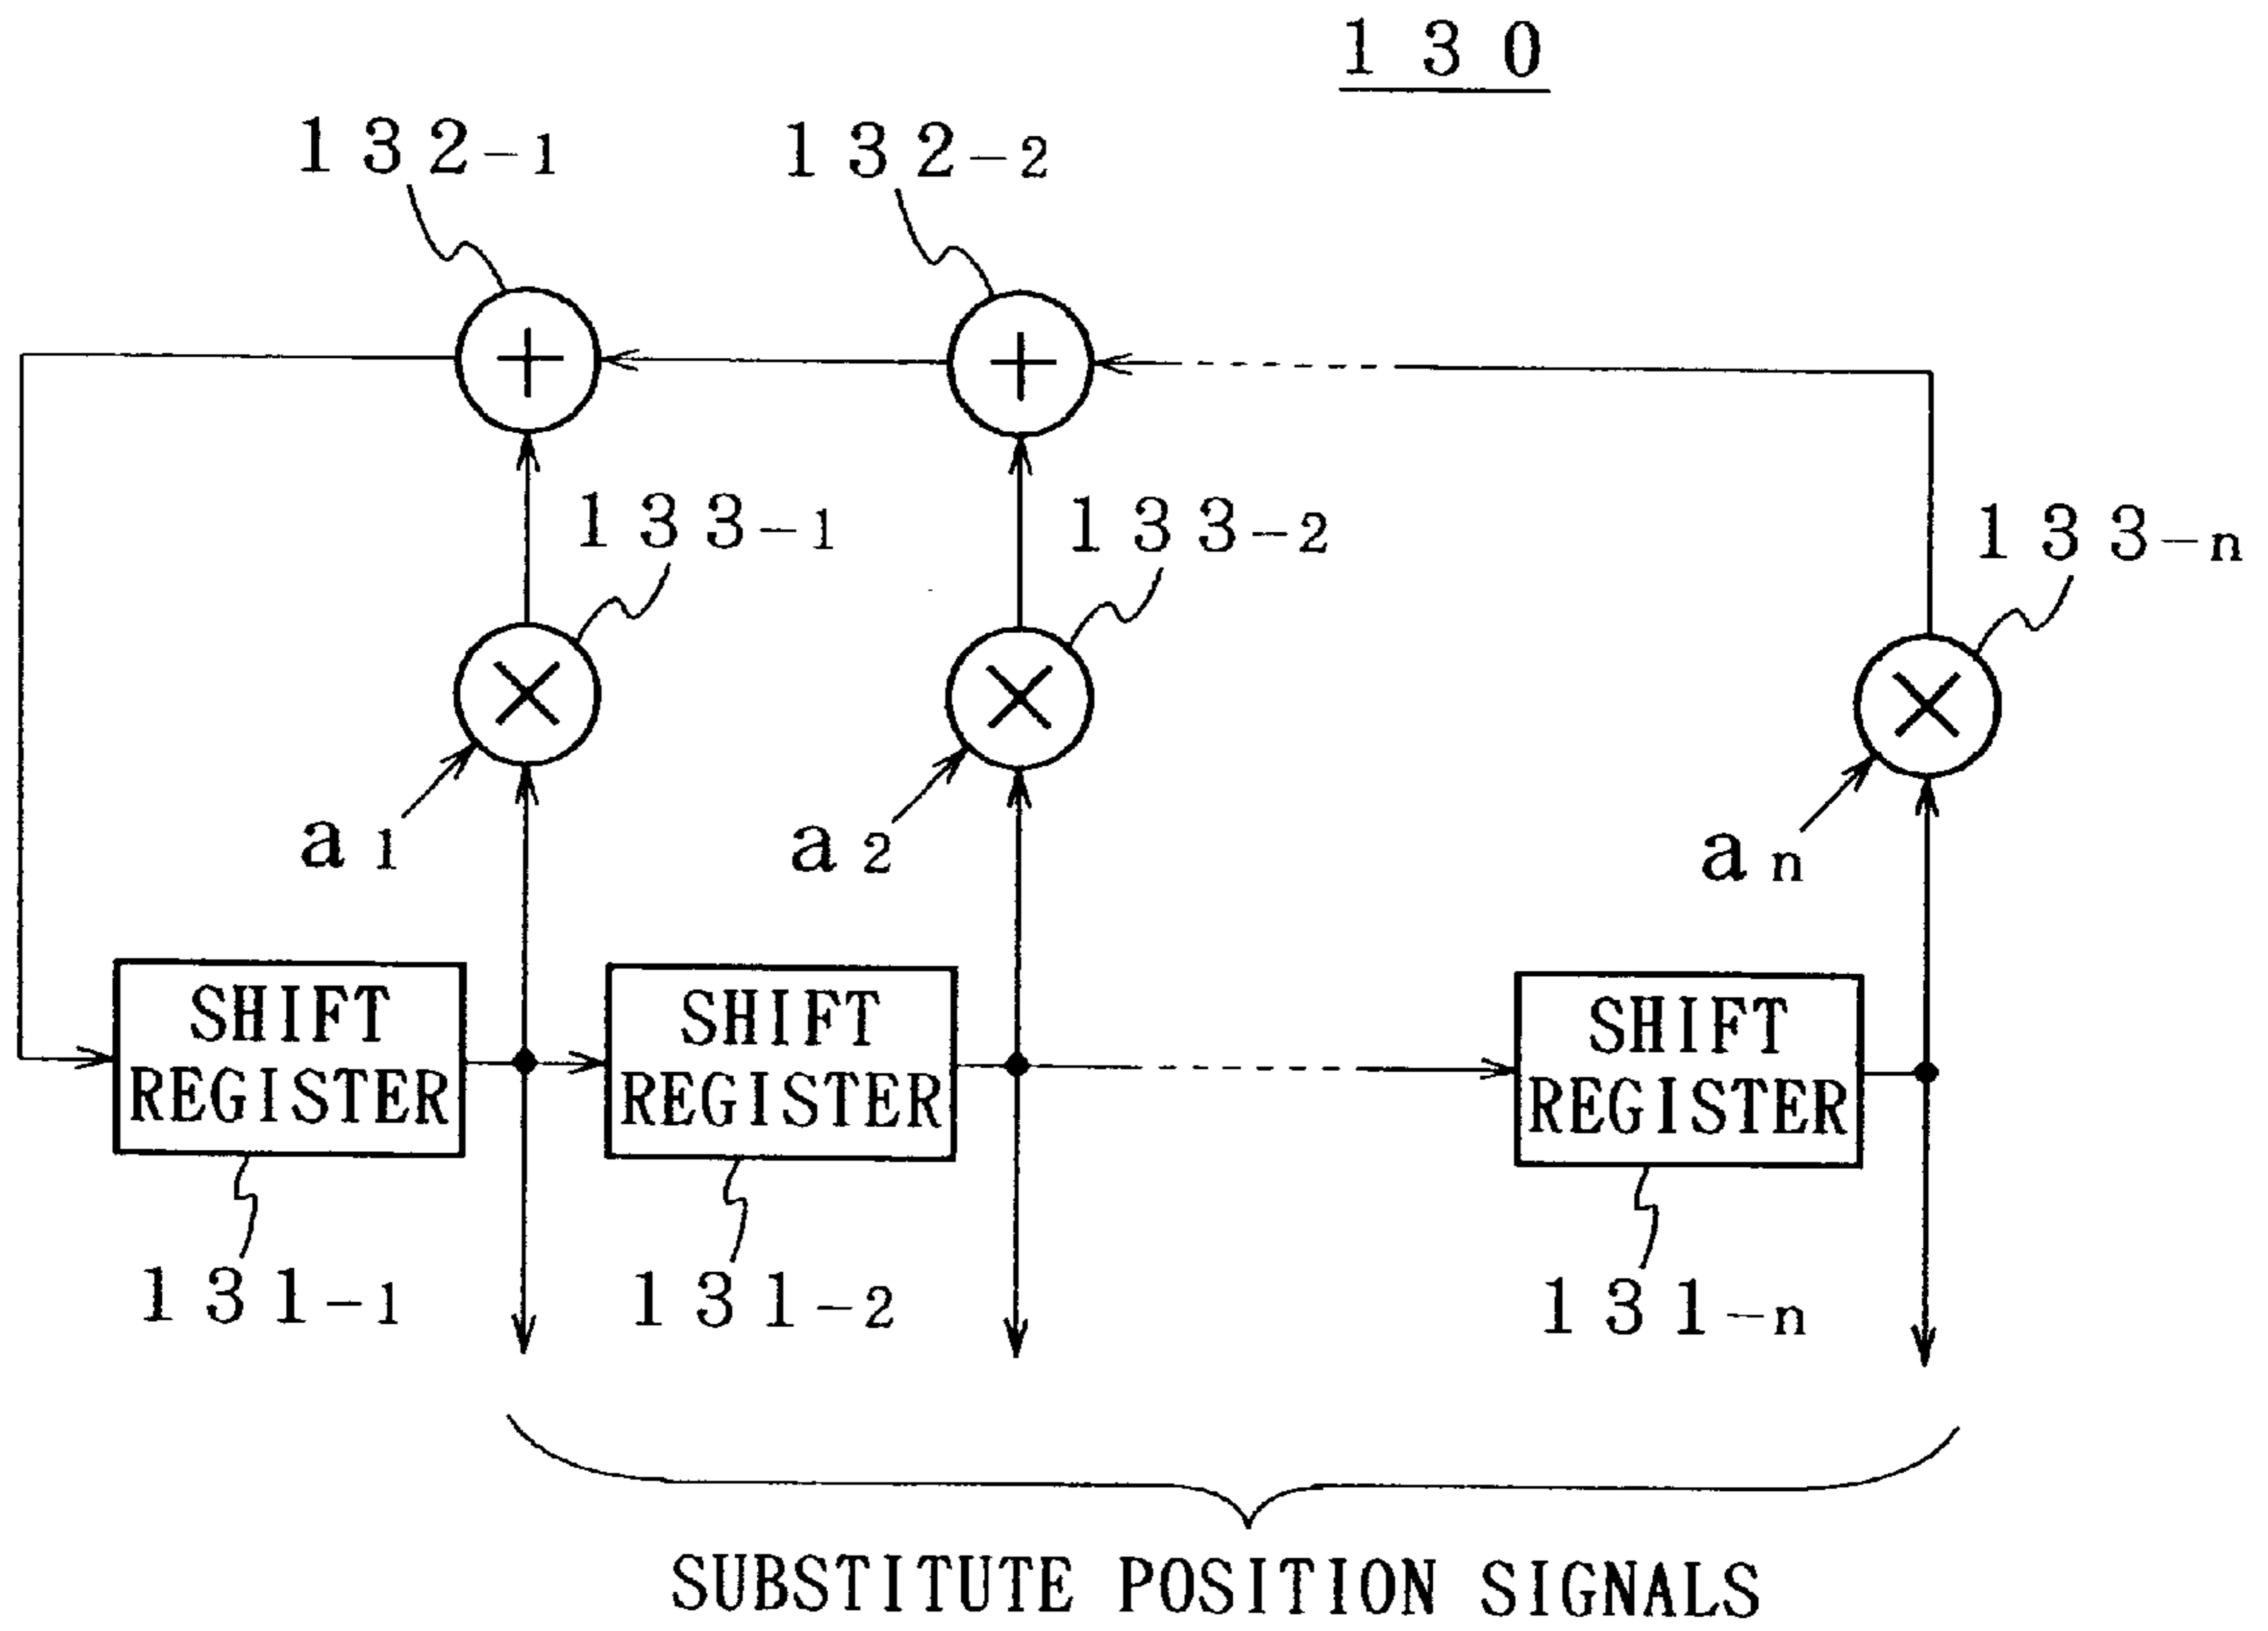 130
132-1
132-2
+
+
133-1
133-2
133-n
×
×
×
a1
a2
an
SHIFT
REGISTER
SHIFT
REGISTER
SHIFT
REGISTER
131-1
131-2
131-n
SUBSTITUTE POSITION SIGNALS